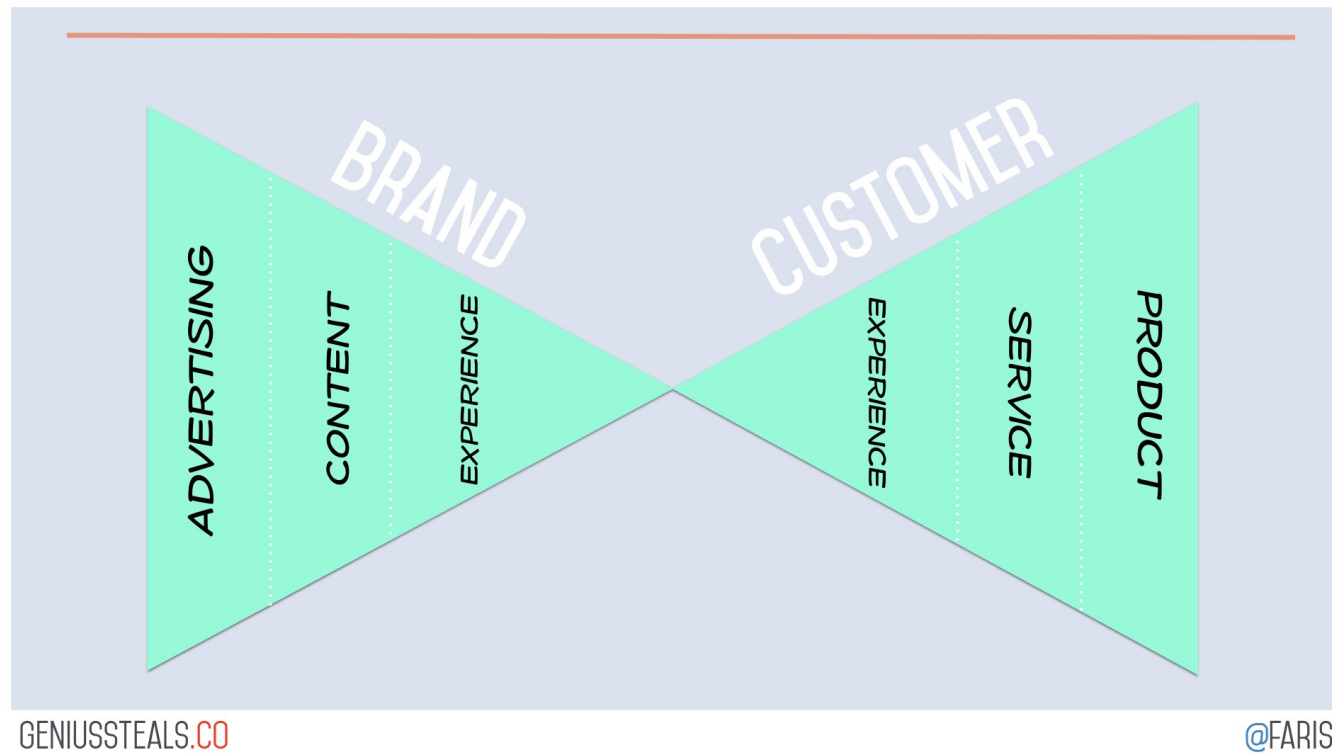 BRAND
CUSTOMER
ADVERTISING
CONTENT
EXPERIENCE
EXPERIENCE
SERVICE
PRODUCT
GENIUSSTEALS.CO
@FARIS